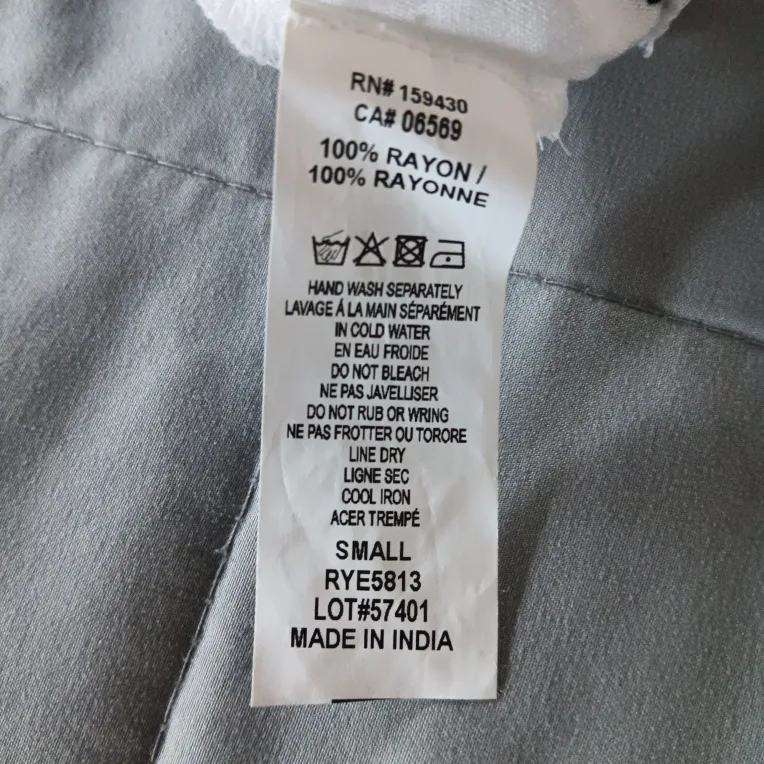 RN# 159430
CA# 06569
100% RAYON /
100% RAYONNE
HAND WASH SEPARATELY
LAVAGE Á LA MAIN SÉPARÉMENT
IN COLD WATER
EN EAU FROIDE
DO NOT BLEACH
NE PAS JAVELLISER
DO NOT RUB OR WRING
NE PAS FROTTER OU TORORE
LINE DRY
LIGNE SEC
COOL IRON
ACER TREMPÉ
SMALL
RYE5813
LOT#57401
MADE IN INDIA